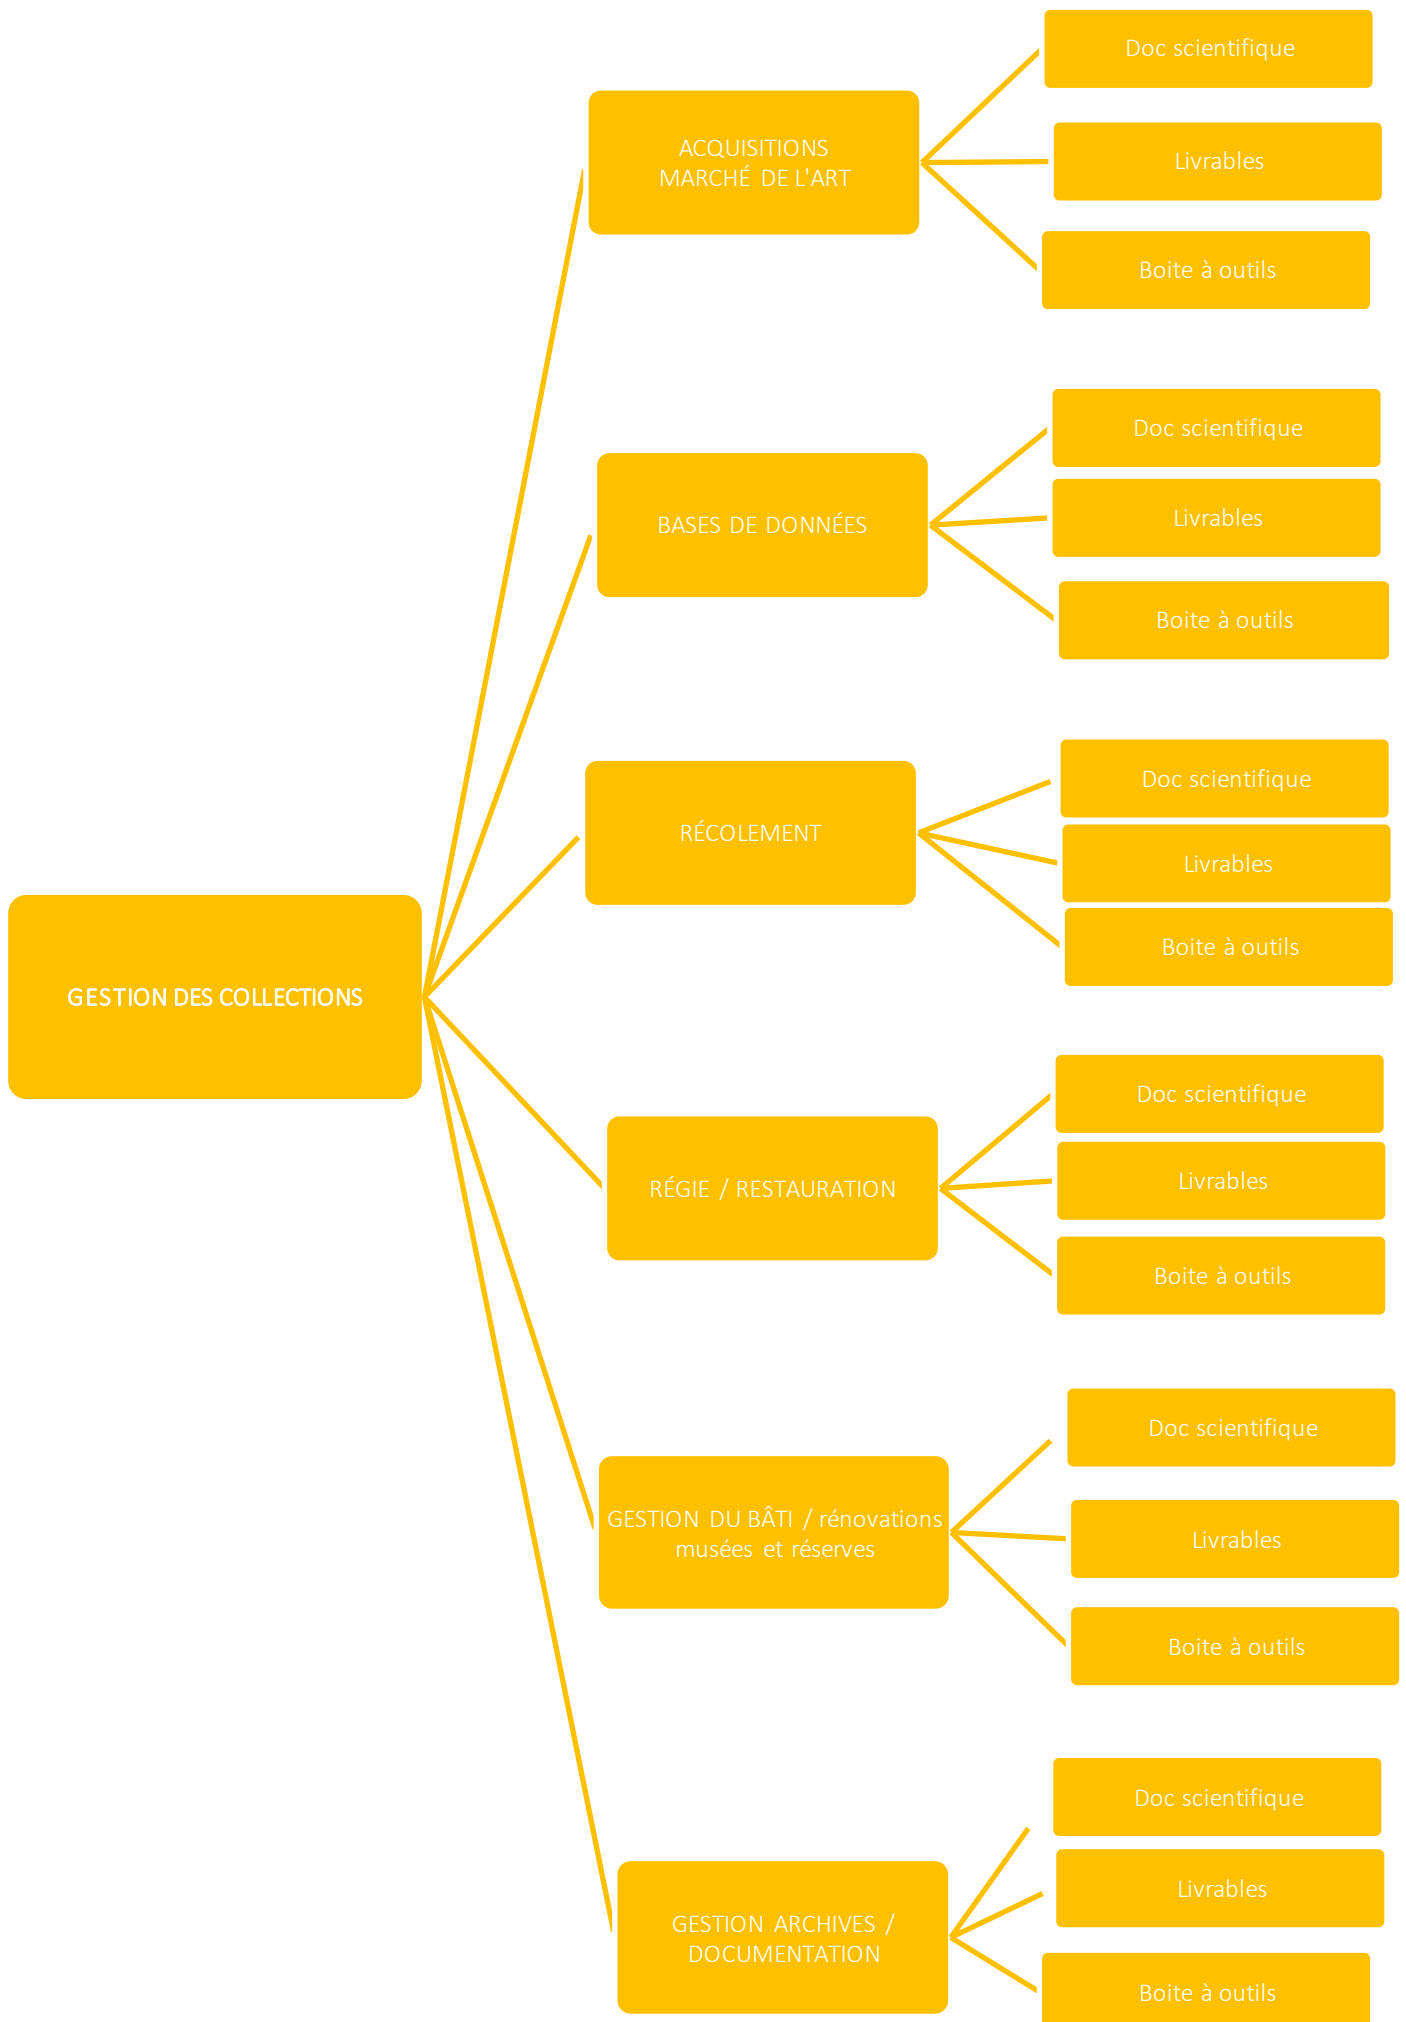 GESTION DES COLLECTIONS
ACQUISITIONS
MARCHÉ DE L'ART
Doc scientifique
Livrables
Boite à outils
BASES DE DONNÉES
Doc scientifique
Livrables
Boite à outils
RÉCOLEMENT
Doc scientifique
Livrables
Boite à outils
RÉGIE / RESTAURATION
Doc scientifique
Livrables
Boite à outils
GESTION DU BÂTI / rénovations
musées et réserves
Doc scientifique
Livrables
Boite à outils
GESTION ARCHIVES /
DOCUMENTATION
Doc scientifique
Livrables
Boite à outils